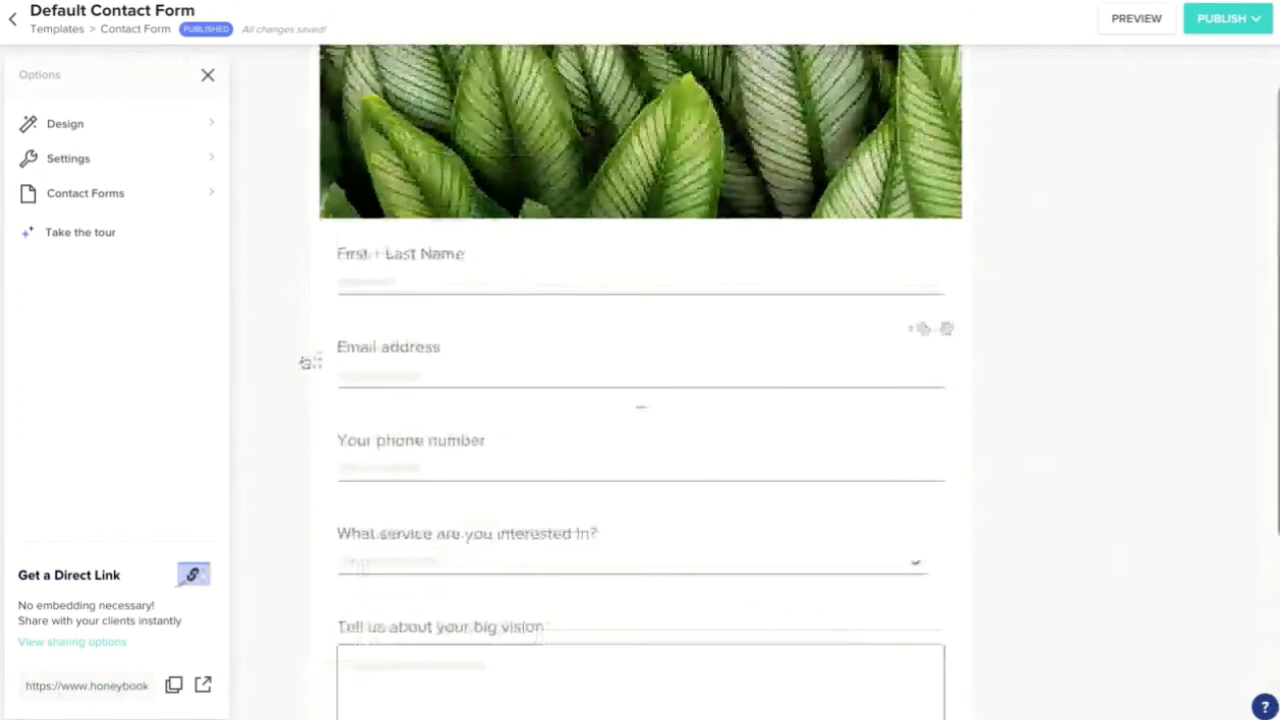 Default Contact Form
Templates > Contact Form PUBLISHED All changes saved!
PREVIEW
PUBLISH
Options
Design
Settings
Contact Forms
Take the tour
First + Last Name
Email address
Your phone number
What service are you interested in?
Tell us about your big vision
Get a Direct Link
No embedding necessary!
Share with your clients instantly
View sharing options
https://www.honeybook
?